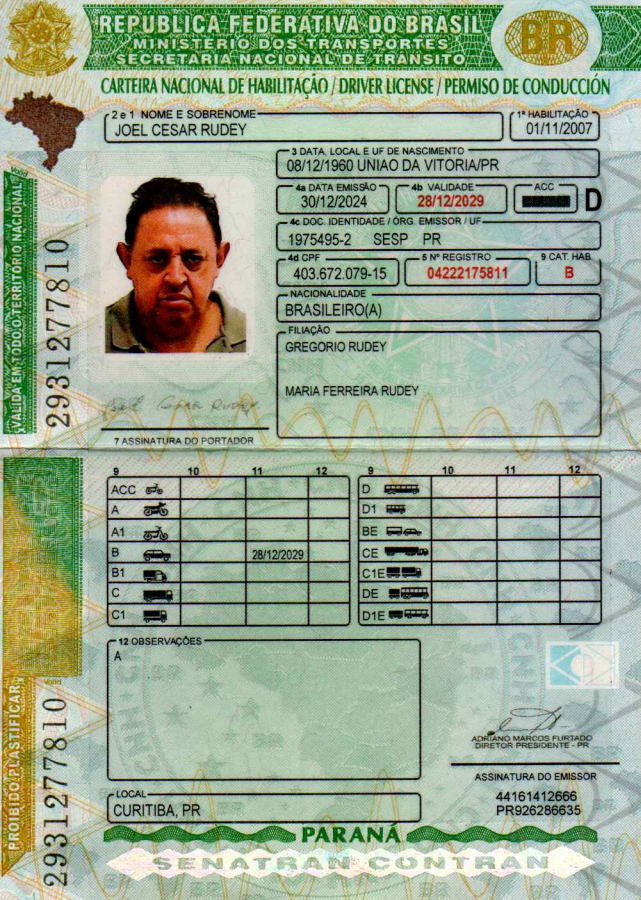 REPÚBLICA FEDERATIVA DO BRASIL
MINISTÉRIO DOS TRANSPORTES
SECRETARIA NACIONAL DE TRÂNSITO
BR
CARTEIRA NACIONAL DE HABILITAÇÃO / DRIVER LICENSE / PERMISO DE CONDUCCIÓN
2 e 1 NOME E SOBRENOME
JOEL CESAR RUDEY
1ª HABILITAÇÃO
01/11/2007
3 DATA, LOCAL E UF DE NASCIMENTO
08/12/1960 UNIAO DA VITORIA/PR
4a DATA EMISSÃO
30/12/2024
4b VALIDADE
28/12/2029
ACC
D
4c DOC. IDENTIDADE / ÓRG. EMISSOR / UF
1975495-2 SESP PR
4d CPF
403.672.079-15
5 Nº REGISTRO
04222175811
9 CAT. HAB
B
NACIONALIDADE
BRASILEIRO(A)
FILIAÇÃO
GREGORIO RUDEY
MARIA FERREIRA RUDEY
7 ASSINATURA DO PORTADOR
VÁLIDA EM TODO O TERRITÓRIO NACIONAL
2931277810
9 10 11 12 9 10 11 12
ACC D
A D1
A1 BE
B 28/12/2029 CE
B1 C1E
C DE
C1 D1E
12 OBSERVAÇÕES
A
ADRIANO MARCOS FURTADO
DIRETOR PRESIDENTE - PR
ASSINATURA DO EMISSOR
44161412666
PR926286635
LOCAL
CURITIBA, PR
PROIBIDO PLASTIFICAR
2931277810
PARANÁ
SENATRAN CONTRAN